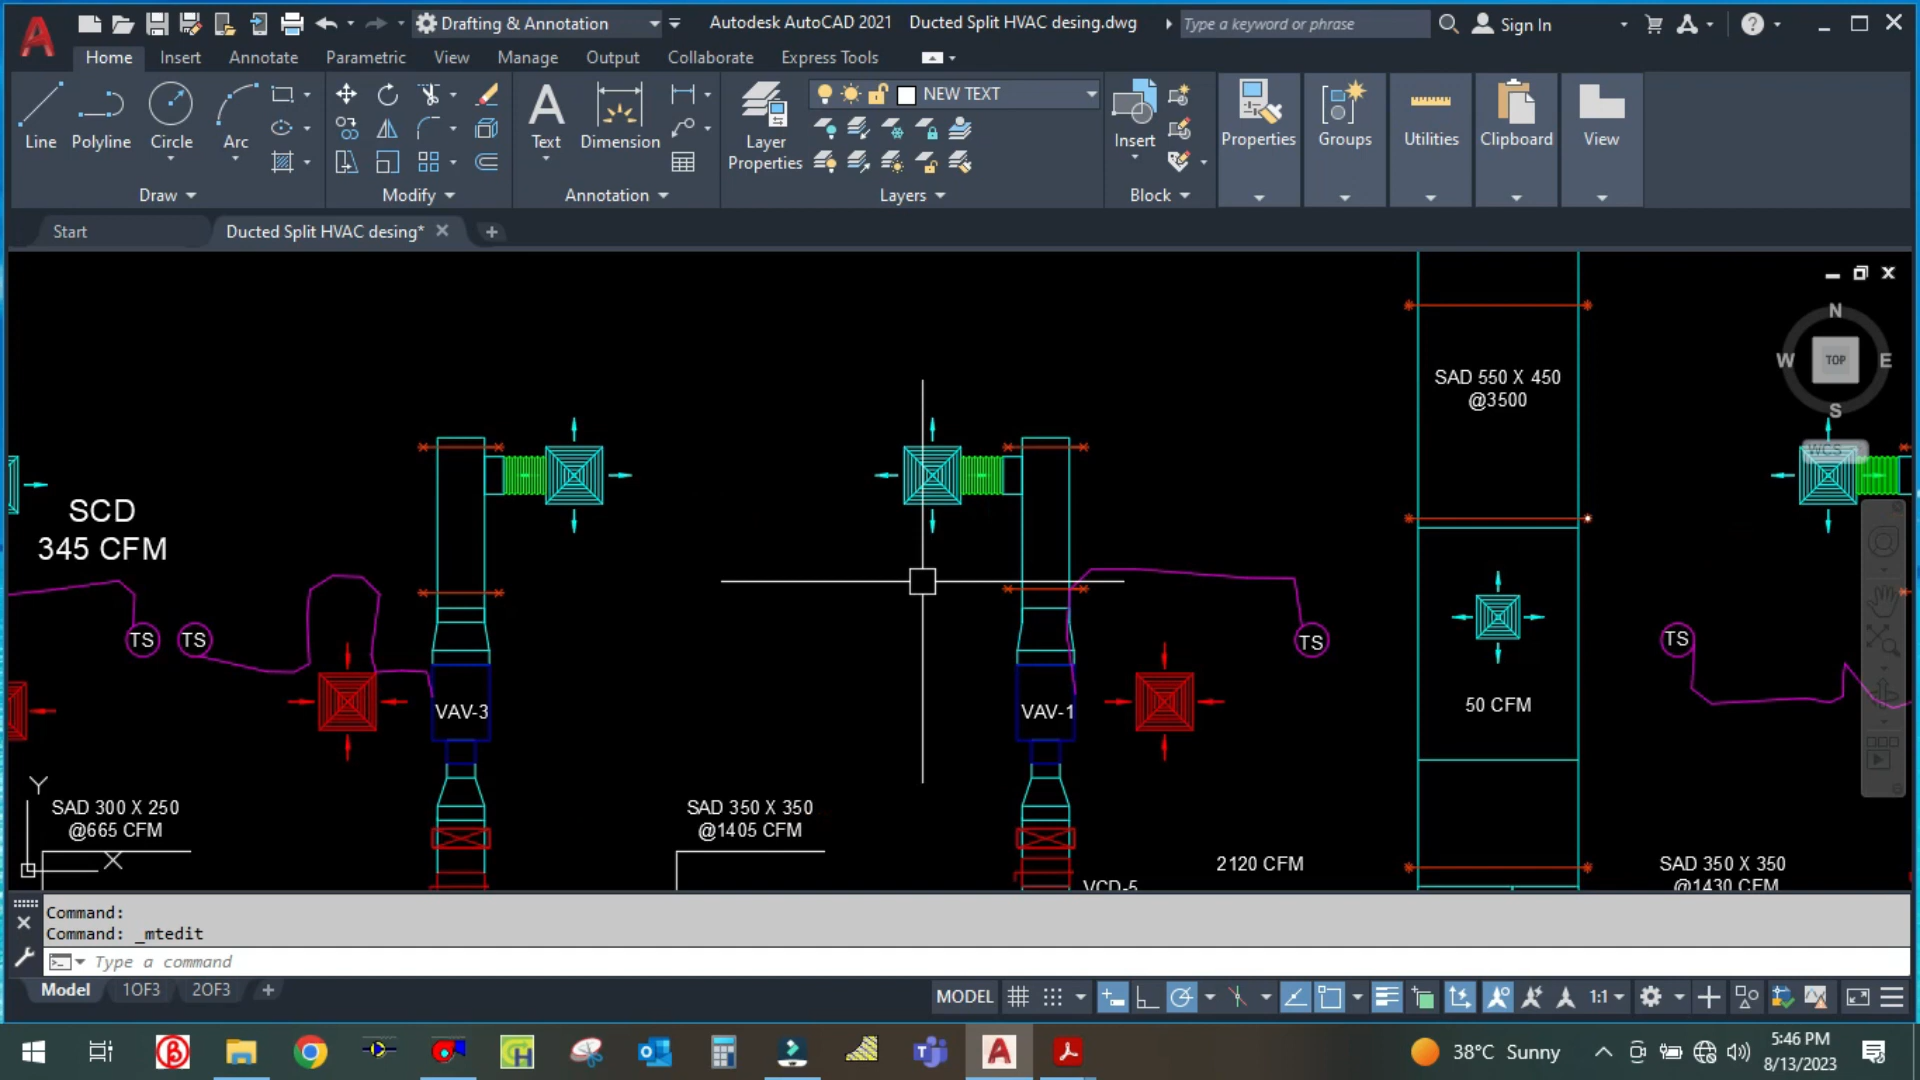 Drafting & Annotation
Autodesk AutoCAD 2021 Ducted Split HVAC desing.dwg
Type a keyword or phrase
Sign In
Home Insert Annotate Parametric View Manage Output Collaborate Express Tools
NEW TEXT
Line Polyline Circle Arc
Text Dimension
Layer Properties
Insert
Properties Groups Utilities Clipboard View
Draw Modify Annotation Layers Block
Start
Ducted Split HVAC desing*
N
W TOP E
S
WCS
SAD 550 X 450
@3500
SCD
345 CFM
TS TS TS TS
VAV-3
VAV-1
50 CFM
Y
X
SAD 300 X 250
@665 CFM
SAD 350 X 350
@1405 CFM
2120 CFM
VCD-5
SAD 350 X 350
@1430 CFM
Command:
Command: _mtedit
Type a command
Model 1OF3 2OF3
MODEL
1:1
38°C Sunny
5:46 PM
8/13/2023